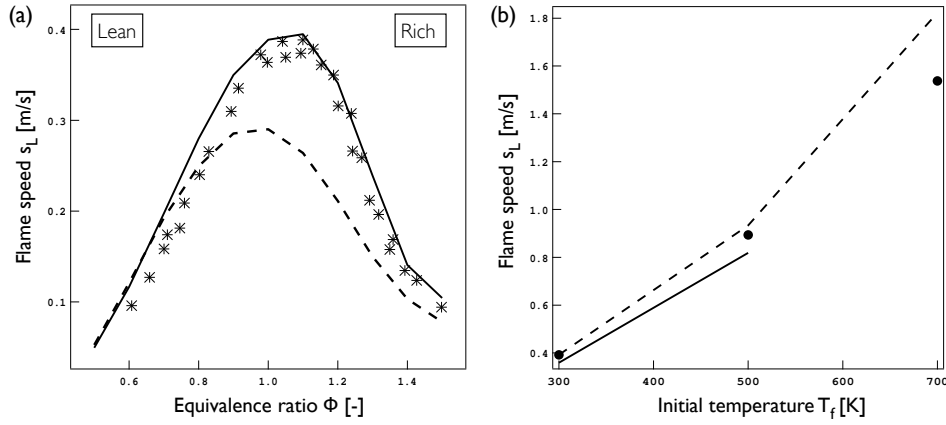 (a)
Lean
Rich
Flame speed s_L [m/s]
0.4
0.3
0.2
0.1
0.6
0.8
1.0
1.2
1.4
Equivalence ratio Φ [-]
(b)
Flame speed s_L [m/s]
1.8
1.6
1.4
1.2
1.0
0.8
0.6
0.4
300
400
500
600
700
Initial temperature T_f [K]